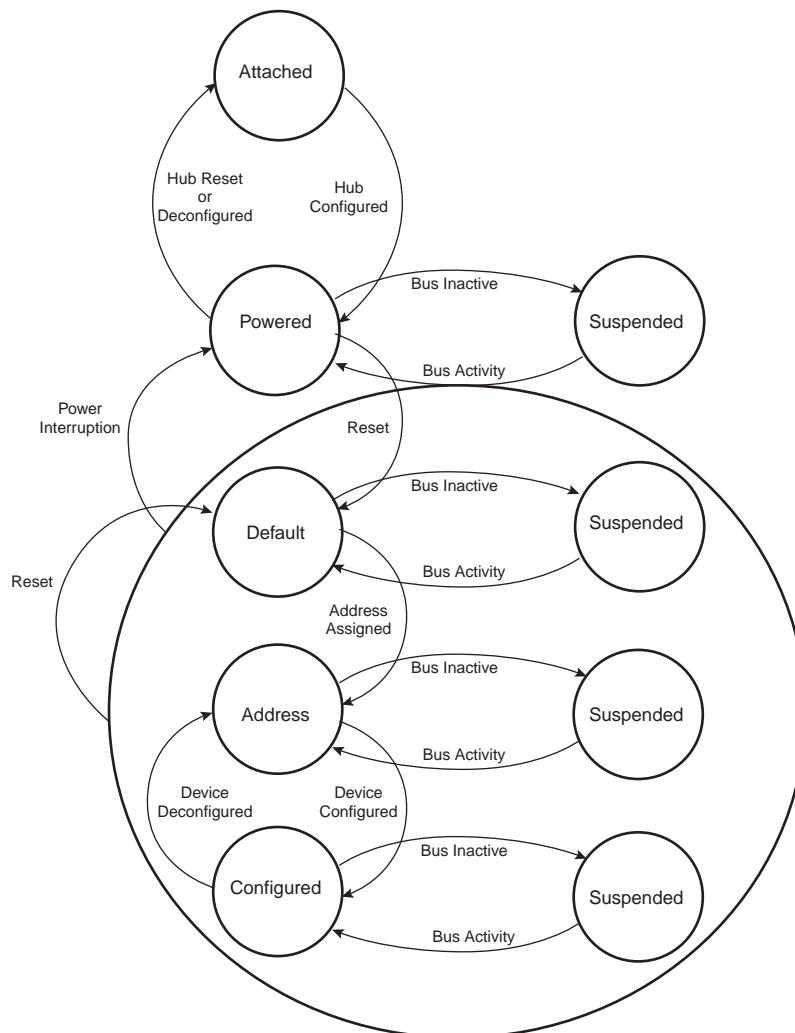 Attached
Hub Reset
or
Deconfigured
Hub
Configured
Powered
Bus Inactive
Suspended
Bus Activity
Power
Interruption
Reset
Default
Bus Inactive
Suspended
Bus Activity
Reset
Address
Assigned
Address
Bus Inactive
Suspended
Bus Activity
Device
Deconfigured
Device
Configured
Configured
Bus Inactive
Suspended
Bus Activity